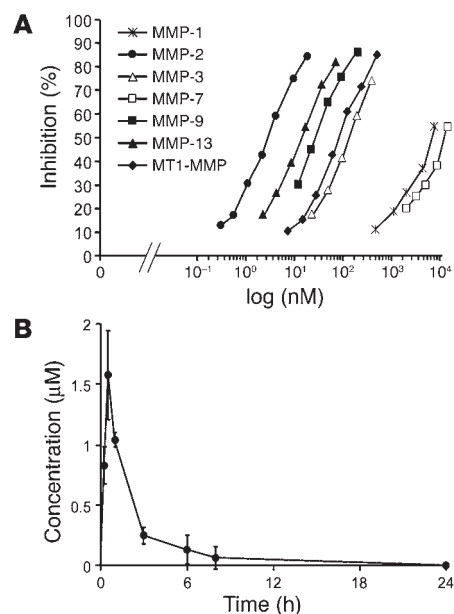 A
MMP-1
MMP-2
MMP-3
MMP-7
MMP-9
MMP-13
MT1-MMP
Inhibition (%)
100
90
80
70
60
50
40
30
20
10
0
0
10⁻¹ 10⁰ 10¹ 10² 10³ 10⁴
log (nM)
B
Concentration (μM)
2
1.5
1
0.5
0
0 6 12 18 24
Time (h)